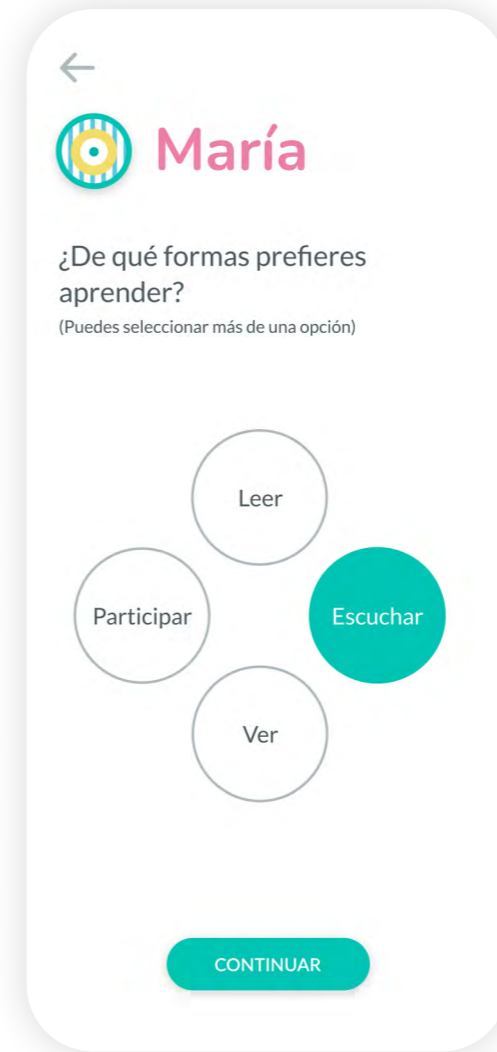 María
¿De qué formas prefieres
aprender?
(Puedes seleccionar más de una opción)
Leer
Participar
Escuchar
Ver
CONTINUAR